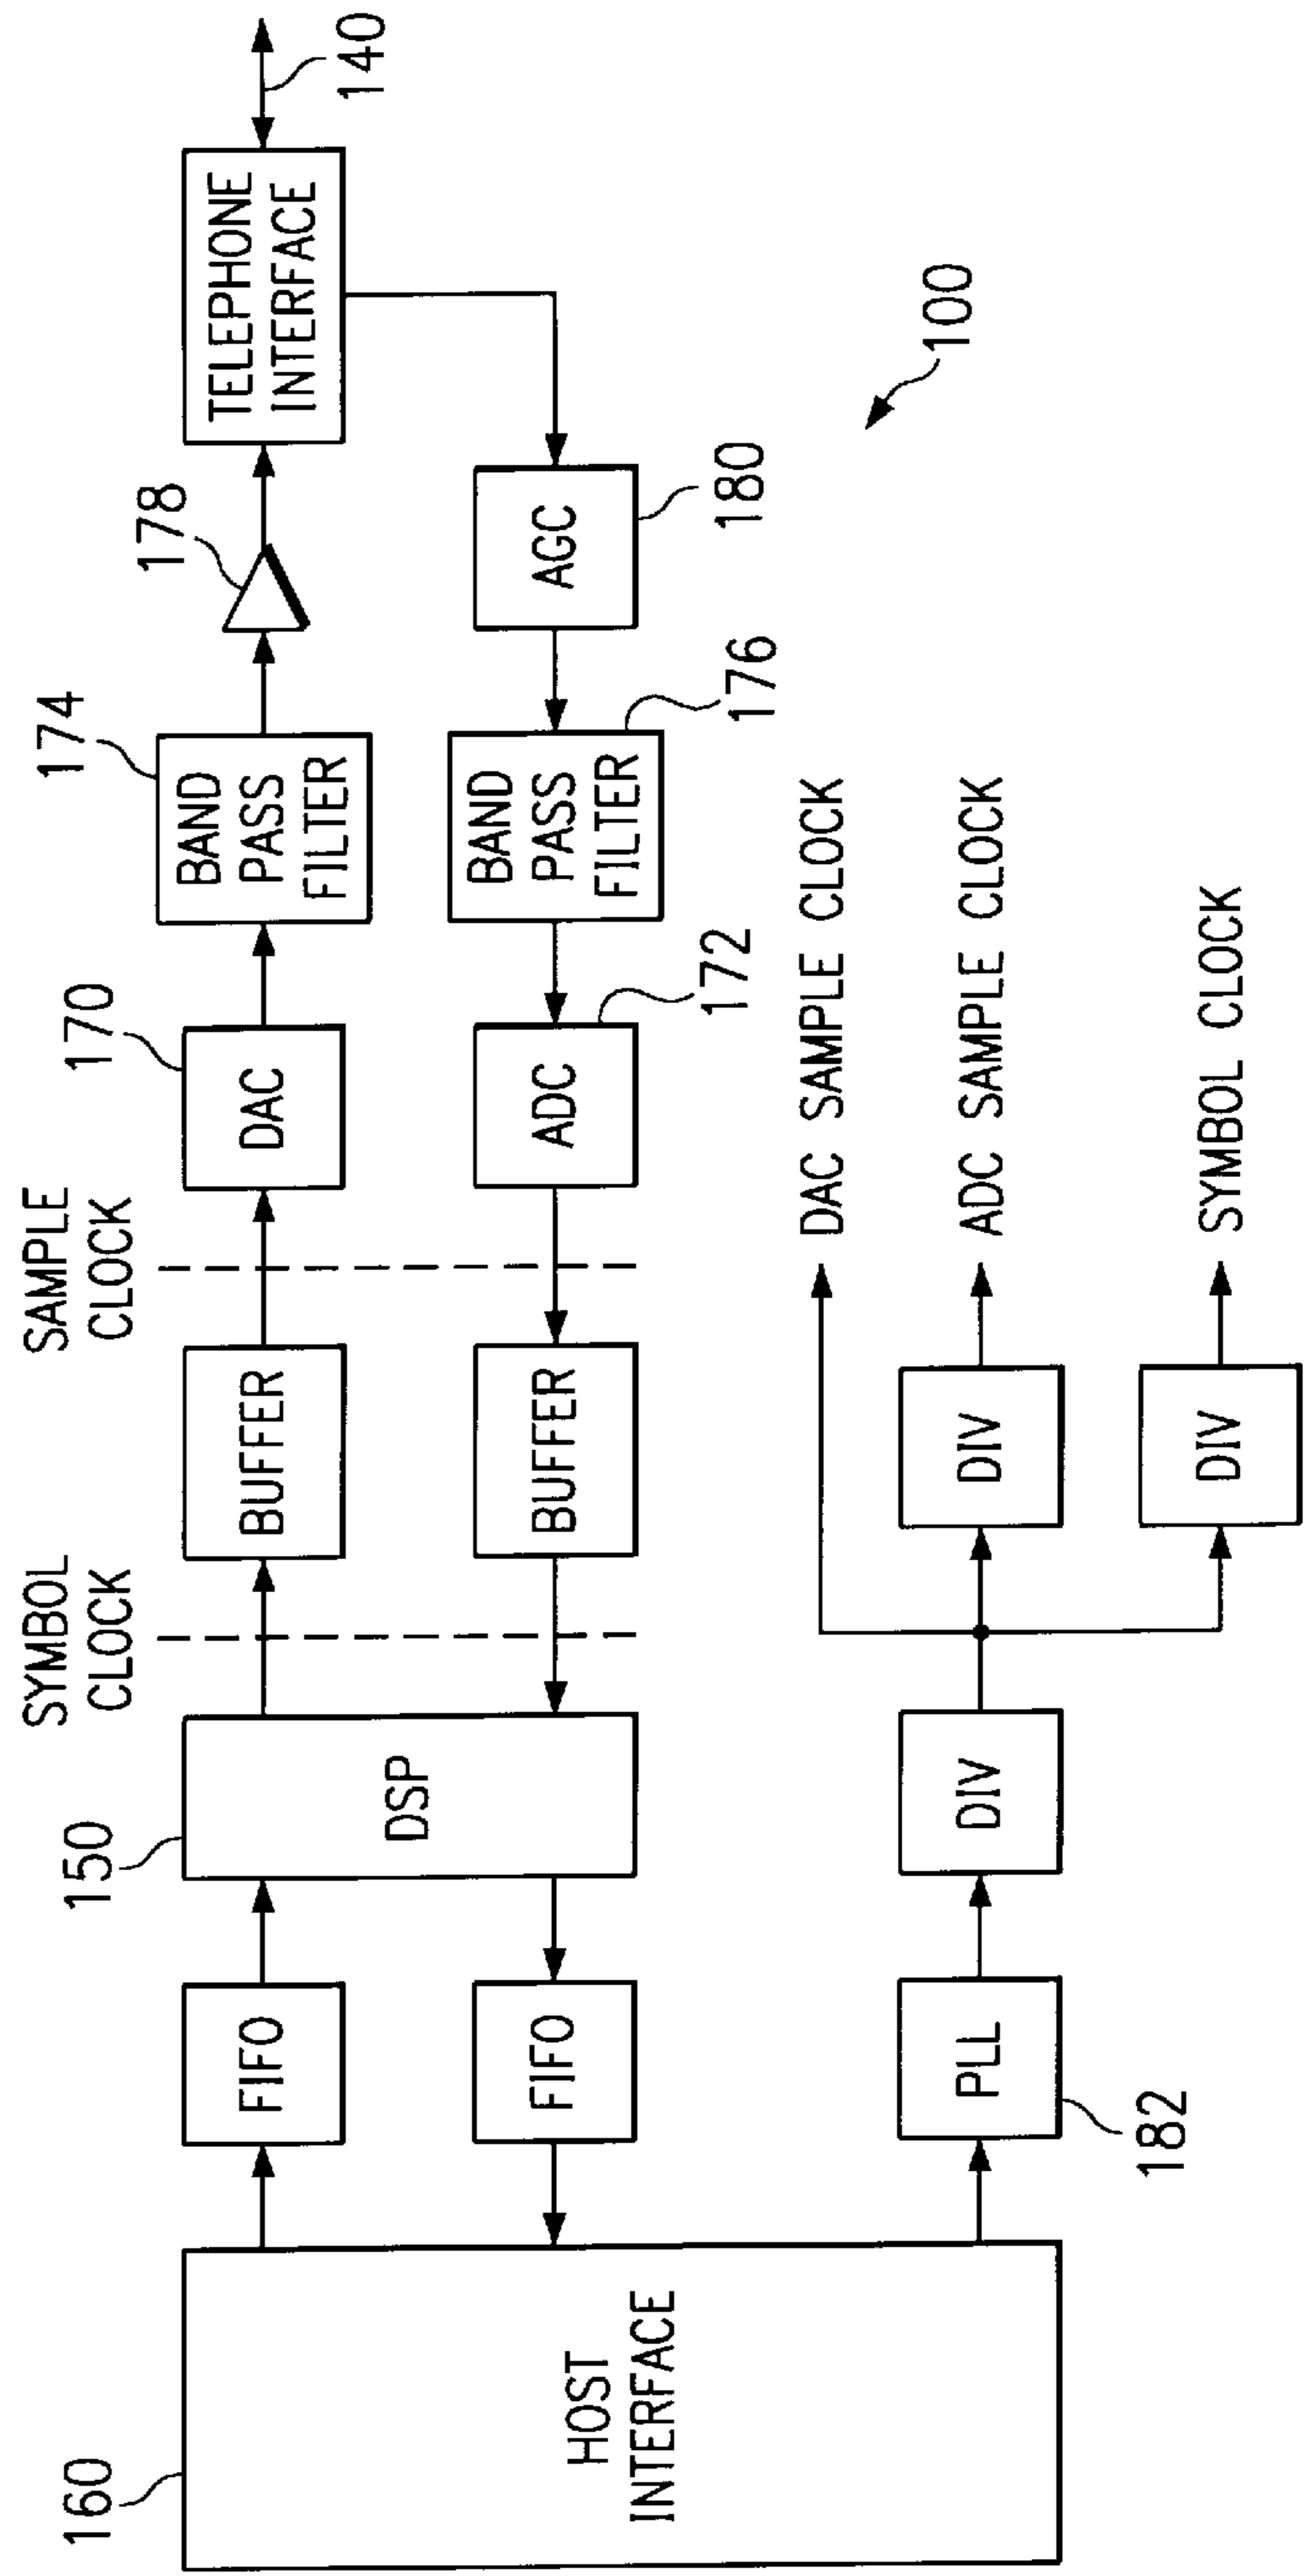 160
HOST
INTERFACE
FIFO
FIFO
150
DSP
SYMBOL
CLOCK
BUFFER
BUFFER
SAMPLE
CLOCK
170
DAC
ADC
172
174
BAND
PASS
FILTER
BAND
PASS
FILTER
176
178
AGC
180
TELEPHONE
INTERFACE
140
100
PLL
182
DIV
DIV
DIV
DAC SAMPLE CLOCK
ADC SAMPLE CLOCK
SYMBOL CLOCK